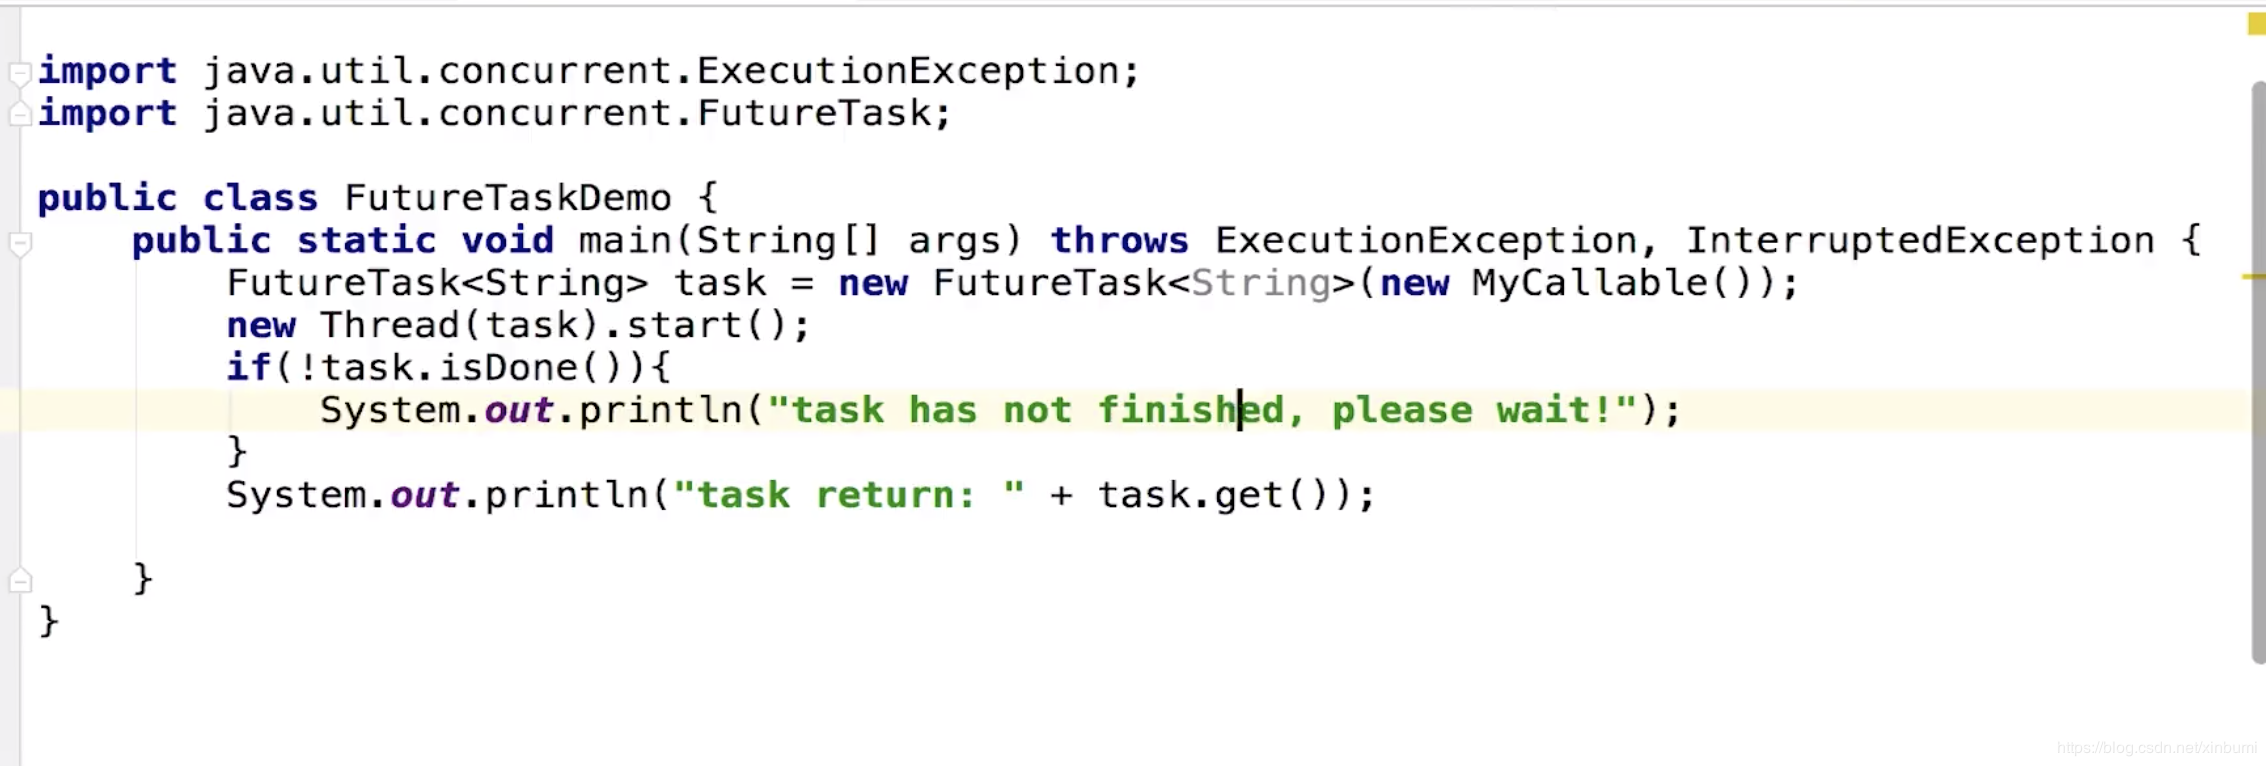 import java.util.concurrent.ExecutionException;
import java.util.concurrent.FutureTask;
public class FutureTaskDemo {
public static void main(String[] args) throws ExecutionException, InterruptedException {
FutureTask<String> task = new FutureTask<String>(new MyCallable());
new Thread(task).start();
if(!task.isDone()){
System.out.println("task has not finished, please wait!");
}
System.out.println("task return: " + task.get());
}
}
https://blog.csdn.net/xinbumi